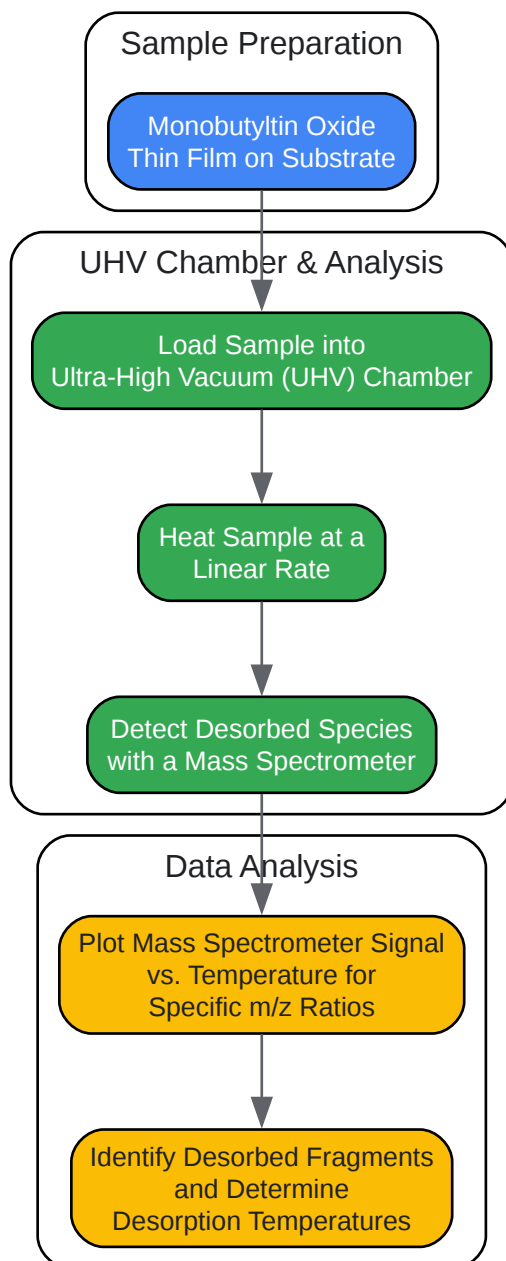 Sample Preparation
Monobutyltin Oxide
Thin Film on Substrate
UHV Chamber & Analysis
Load Sample into
Ultra-High Vacuum (UHV) Chamber
Heat Sample at a
Linear Rate
Detect Desorbed Species
with a Mass Spectrometer
Data Analysis
Plot Mass Spectrometer Signal
vs. Temperature for
Specific m/z Ratios
Identify Desorbed Fragments
and Determine
Desorption Temperatures